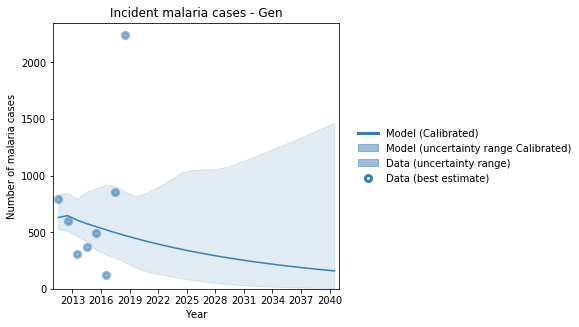 Incident malaria cases - Gen
Number of malaria cases
2000
1500
1000
500
0
2013 2016 2019 2022 2025 2028 2031 2034 2037 2040
Year
Model (Calibrated)
Model (uncertainty range Calibrated)
Data (uncertainty range)
Data (best estimate)